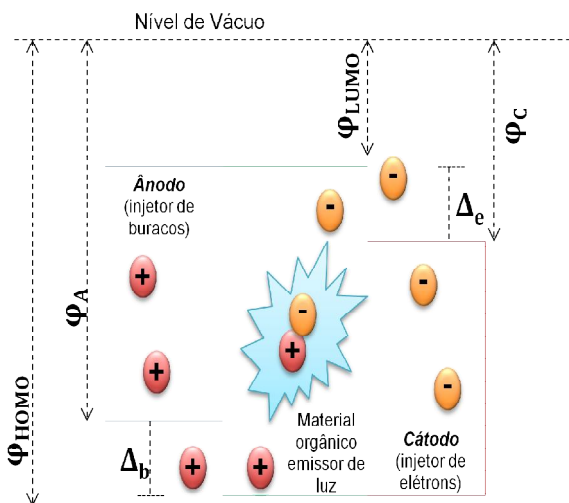 Nível de Vácuo
φLUMO
φC
Ânodo
(injetor de
buracos)
-
-
Δe
+
φA
-
-
+
+
-
φHOMO
Δb
+
+
Material
orgânico
emissor de
luz
Cátodo
(injetor de
elétrons)